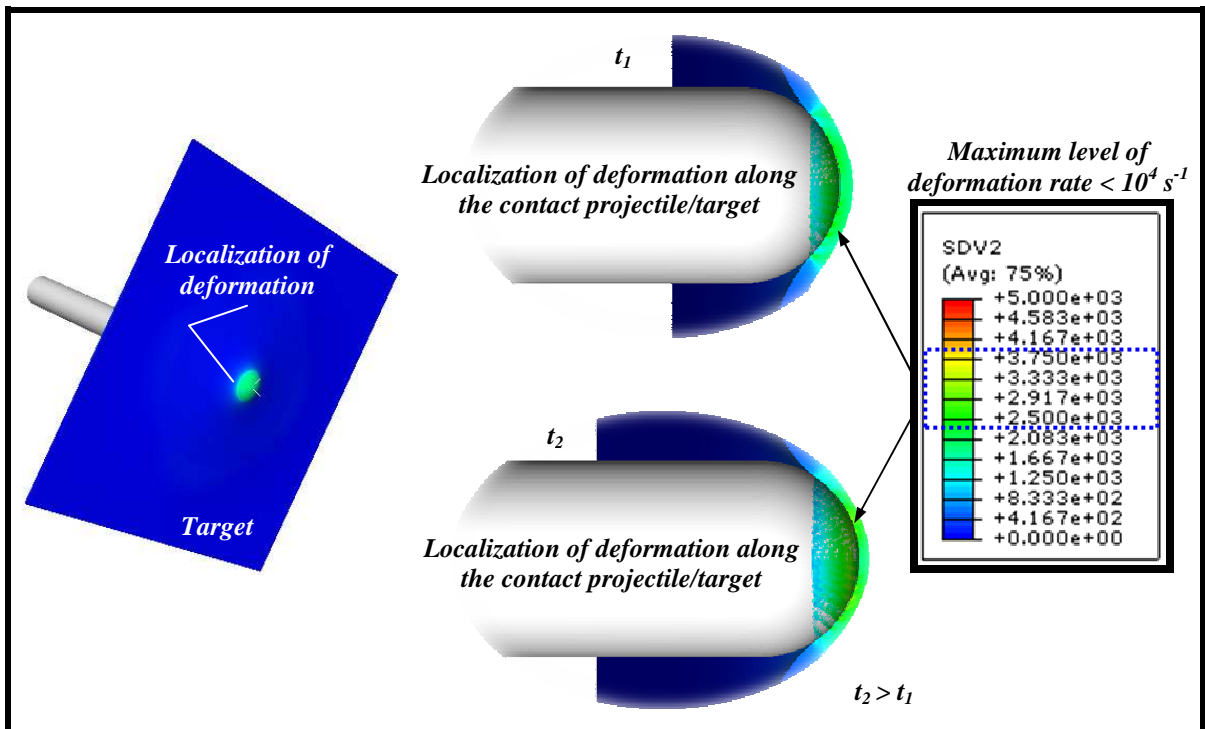 t1
Localization of deformation along
the contact projectile/target
Maximum level of
deformation rate < 10^4 s^-1
Localization of
deformation
Target
SDV2
(Avg: 75%)
+5.000e+03
+4.583e+03
+4.167e+03
+3.750e+03
+3.333e+03
+2.917e+03
+2.500e+03
+2.083e+03
+1.667e+03
+1.250e+03
+8.333e+02
+4.167e+02
+0.000e+00
t2
Localization of deformation along
the contact projectile/target
t2 > t1